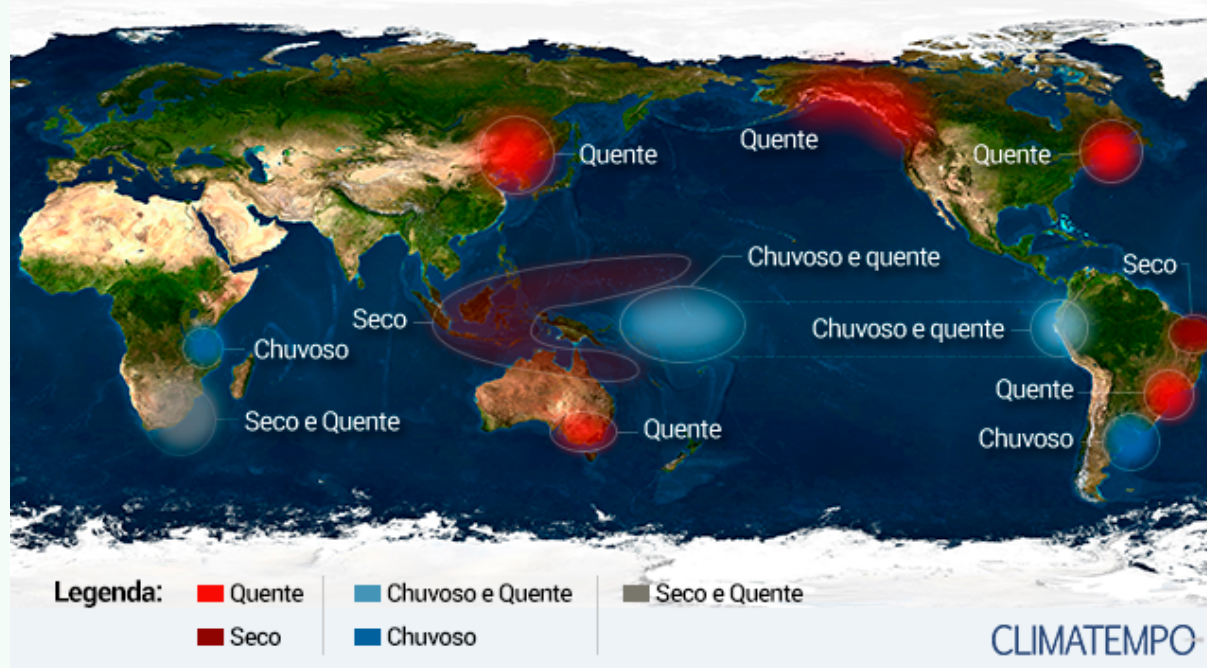 Quente
Quente
Quente
Chuvoso e quente
Seco
Seco
Chuvoso e quente
Chuvoso
Quente
Seco e Quente
Quente
Chuvoso
Legenda:
Quente
Chuvoso e Quente
Seco e Quente
Seco
Chuvoso
CLIMATEMPO